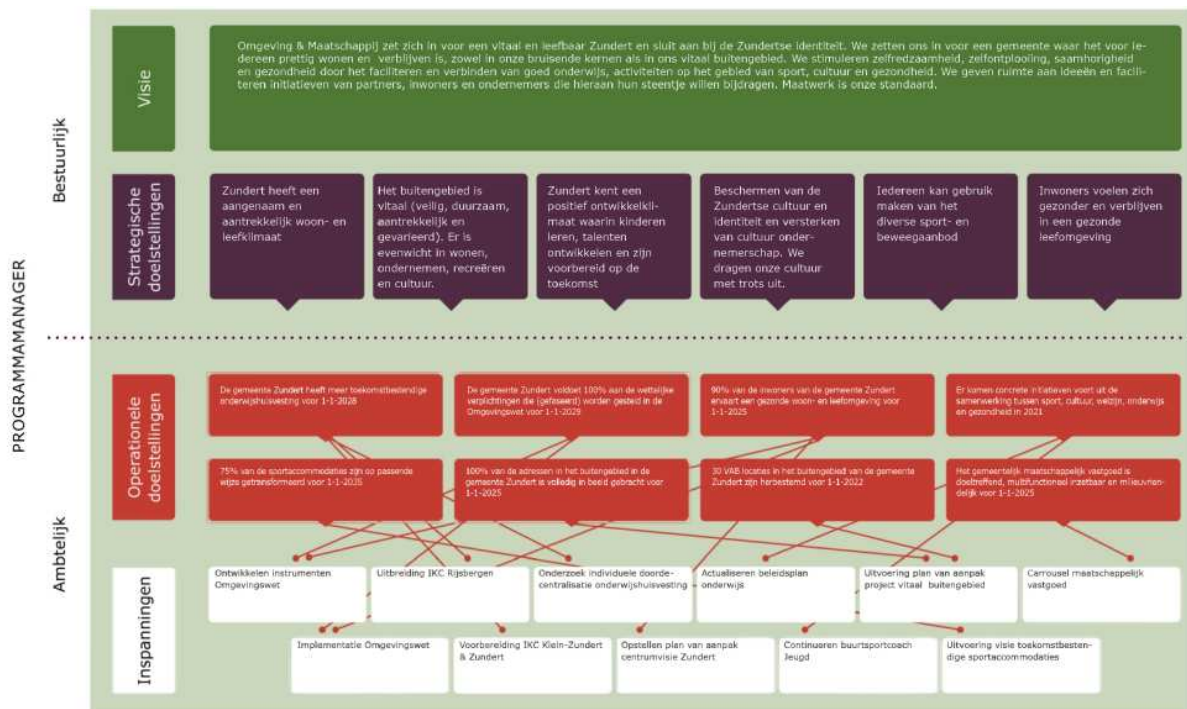 PROGRAMMAMANAGER
Bestuurlijk
Visie
Omgeving & Maatschappij zet zich in voor een vitaal en leefbaar Zundert en sluit aan bij de Zundertse identiteit. We zetten ons in voor een gemeente waar het voor ie-
dereen prettig wonen en verblijven is, zowel in onze bruisende kernen als in ons vitaal buitengebied. We stimuleren zelfredzaamheid, zelfontplooiing, saamhorigheid
en gezondheid door het faciliteren en verbinden van goed onderwijs, activiteiten op het gebied van sport, cultuur en gezondheid. We geven ruimte aan ideeën en facili-
teren initiatieven van partners, inwoners en ondernemers die hieraan hun steentje willen bijdragen. Maatwerk is onze standaard.
Strategische
doelstellingen
Zundert heeft een
aangenaam en
aantrekkelijk woon- en
leefklimaat
Het buitengebied is
vitaal (veilig, duurzaam,
aantrekkelijk en
gevarieerd). Er is
evenwicht in wonen,
ondernemen, recreëren
en cultuur.
Zundert kent een
positief ontwikkelkli-
maat waarin kinderen
leren, talenten
ontwikkelen en zijn
voorbereid op de
toekomst
Beschermen van de
Zundertse cultuur en
identiteit en versterken
van cultuur onder-
nemerschap. We
dragen onze cultuur
met trots uit.
Iedereen kan gebruik
maken van het
diverse sport- en
beweegaanbod
Inwoners voelen zich
gezonder en verblijven
in een gezonde
leefomgeving
Ambtelijk
Operationele
doelstellingen
De gemeente Zundert heeft meer toekomstbestendige
onderwijshuisvesting voor 1-1-2028
De gemeente Zundert voldoet 100% aan de wettelijke
verplichtingen die (gefaseerd) worden gesteld in de
Omgevingswet voor 1-1-2029
90% van de inwoners van de gemeente Zundert
ervaart een gezonde woon- en leefomgeving voor
1-1-2025
Er komen concrete initiatieven voort uit de
samenwerking tussen sport, cultuur, welzijn, onderwijs
en gezondheid in 2021
75% van de sportaccommodaties zijn op passende
wijze getransformeerd voor 1-1-2035
100% van de adressen in het buitengebied in de
gemeente Zundert is volledig in beeld gebracht voor
1-1-2025
30 VAB locaties in het buitengebied van de gemeente
Zundert zijn herbestemd voor 1-1-2022
Het gemeentelijk maatschappelijk vastgoed is
doeltreffend, multifunctioneel inzetbaar en milieuvrien-
delijk voor 1-1-2025
Inspanningen
Ontwikkelen instrumenten
Omgevingswet
Uitbreiding IKC Rijsbergen
Onderzoek individuele doorde-
centralisatie onderwijshuisvesting
Actualiseren beleidsplan
onderwijs
Uitvoering plan van aanpak
project vitaal buitengebied
Carrousel maatschappelijk
vastgoed
Implementatie Omgevingswet
Voorbereiding IKC Klein-Zundert
& Zundert
Opstellen plan van aanpak
centrumvisie Zundert
Continueren buurtsportcoach
Jeugd
Uitvoering visie toekomstbesten-
dige sportaccommodaties